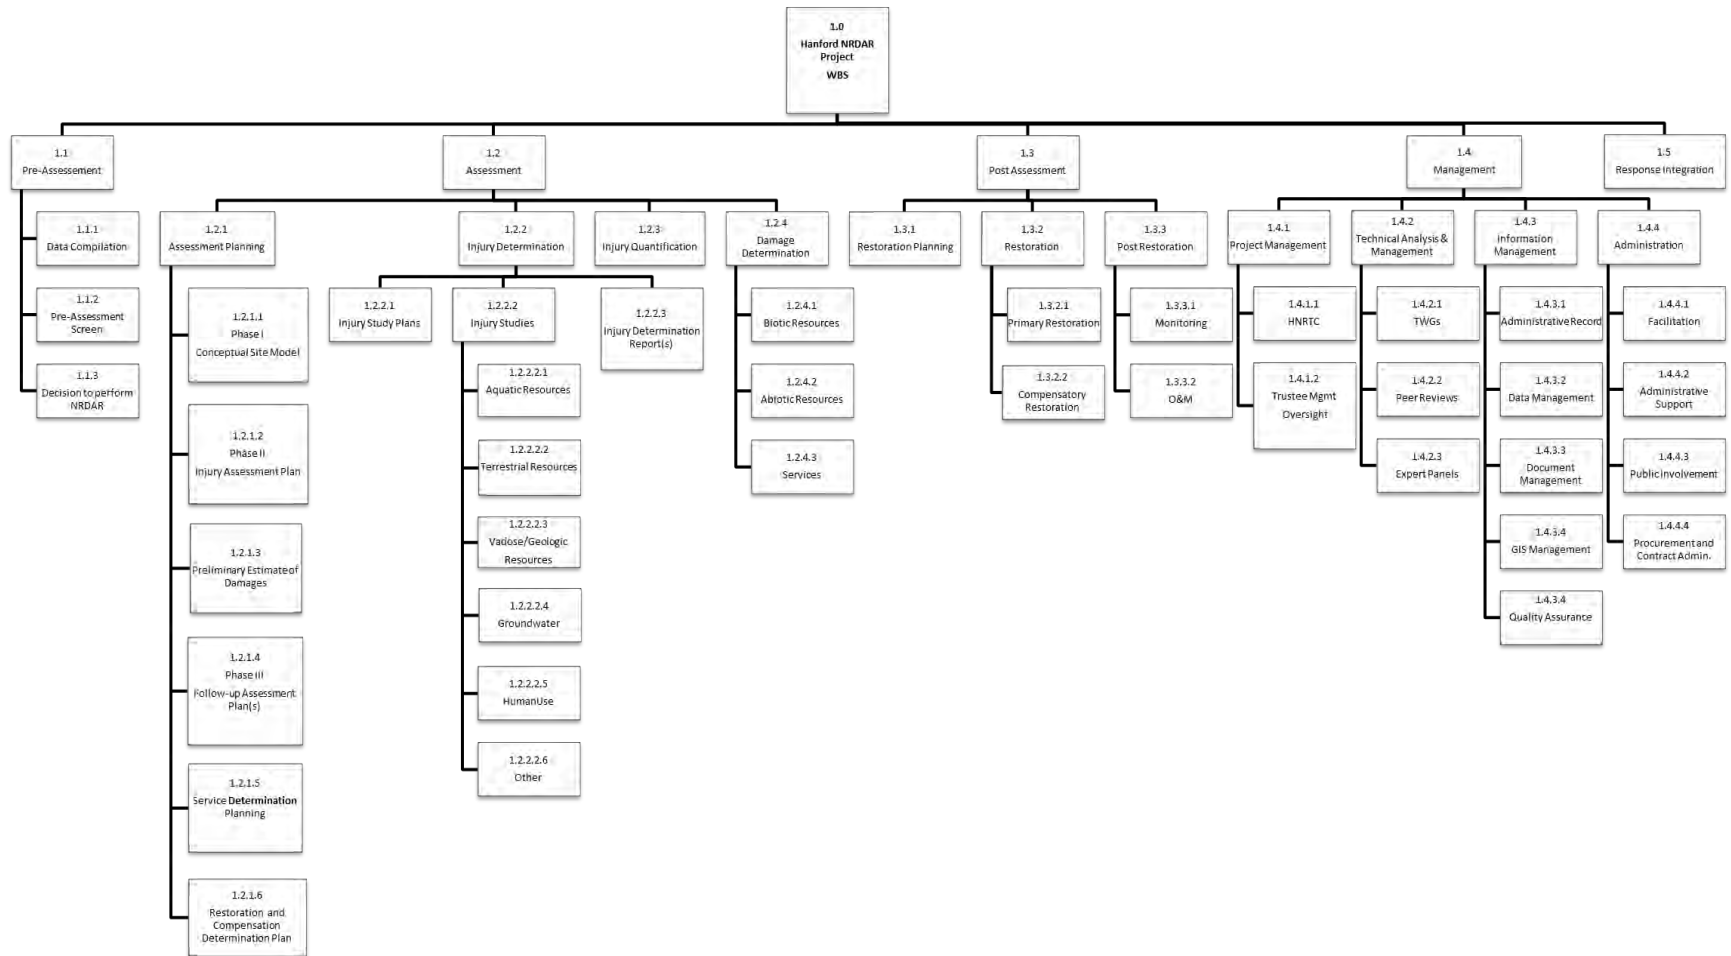 1.0
Hanford NRDAR
Project
WBS
1.1
Pre-Assessment
1.2
Assessment
1.3
Post Assessment
1.4
Management
1.5
Response Integration
1.1.1
Data Compilation
1.1.2
Pre-Assessment
Screen
1.1.3
Decision to perform
NRDAR
1.2.1
Assessment Planning
1.2.1.1
Phase I
Conceptual Site Model
1.2.1.2
Phase II
Injury Assessment Plan
1.2.1.3
Preliminary Estimate of
Damages
1.2.1.4
Phase III
Follow-up Assessment
Plan(s)
1.2.1.5
Service Determination
Planning
1.2.1.6
Restoration and
Compensation
Determination Plan
1.2.2
Injury Determination
1.2.2.1
Injury Study Plans
1.2.2.2
Injury Studies
1.2.2.2.1
Aquatic Resources
1.2.2.2.2
Terrestrial Resources
1.2.2.2.3
Vadose/Geologic
Resources
1.2.2.2.4
Groundwater
1.2.2.2.5
Human Use
1.2.2.2.6
Other
1.2.2.3
Injury Determination
Report(s)
1.2.3
Injury Quantification
1.2.4
Damage
Determination
1.2.4.1
Biotic Resources
1.2.4.2
Abiotic Resources
1.2.4.3
Services
1.3.1
Restoration Planning
1.3.2
Restoration
1.3.2.1
Primary Restoration
1.3.2.2
Compensatory
Restoration
1.3.3
Post Restoration
1.3.3.1
Monitoring
1.3.3.2
O&M
1.4.1
Project Management
1.4.1.1
HNRTC
1.4.1.2
Trustee Mgmt
Oversight
1.4.2
Technical Analysis &
Management
1.4.2.1
TWGs
1.4.2.2
Peer Reviews
1.4.2.3
Expert Panels
1.4.3
Information
Management
1.4.3.1
Administrative Record
1.4.3.2
Data Management
1.4.3.3
Document
Management
1.4.3.4
GIS Management
1.4.3.4
Quality Assurance
1.4.4
Administration
1.4.4.1
Facilitation
1.4.4.2
Administrative
Support
1.4.4.3
Public Involvement
1.4.4.4
Procurement and
Contract Admin.